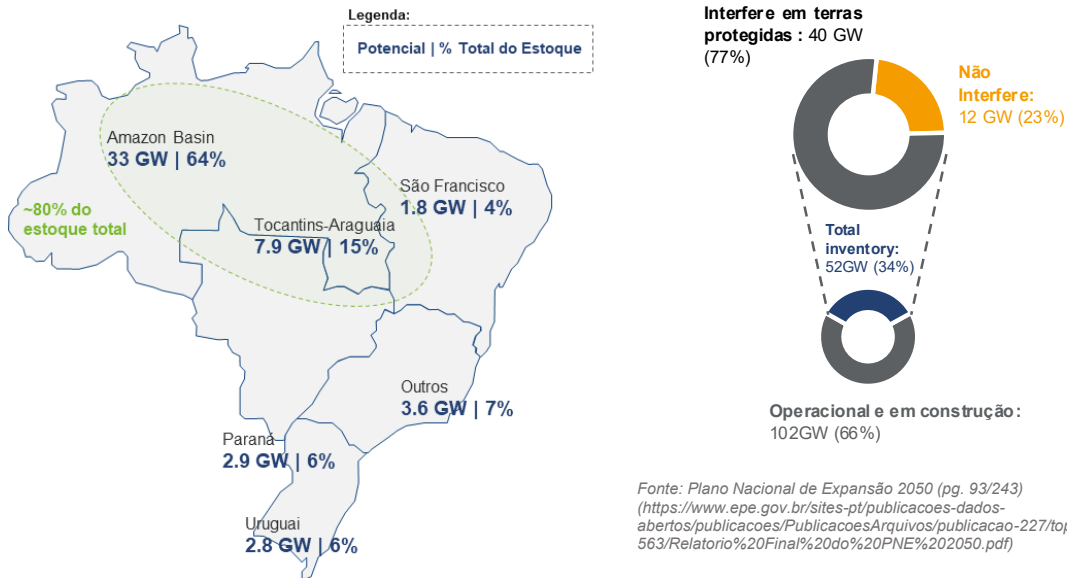 Legenda:
Potencial | % Total do Estoque
Amazon Basin
33 GW | 64%
~80% do
estoque total
São Francisco
1.8 GW | 4%
Tocantins-Araguaia
7.9 GW | 15%
Outros
3.6 GW | 7%
Paraná
2.9 GW | 6%
Uruguai
2.8 GW | 6%
Interfere em terras
protegidas : 40 GW
(77%)
Não
Interfere:
12 GW (23%)
Total
inventory:
52GW (34%)
Operacional e em construção:
102GW (66%)
Fonte: Plano Nacional de Expansão 2050 (pg. 93/243)
(https://www.epe.gov.br/sites-pt/publicacoes-dados-
abertos/publicacoes/PublicacoesArquivos/publicacao-227/top
563/Relatorio%20Final%20do%20PNE%202050.pdf)